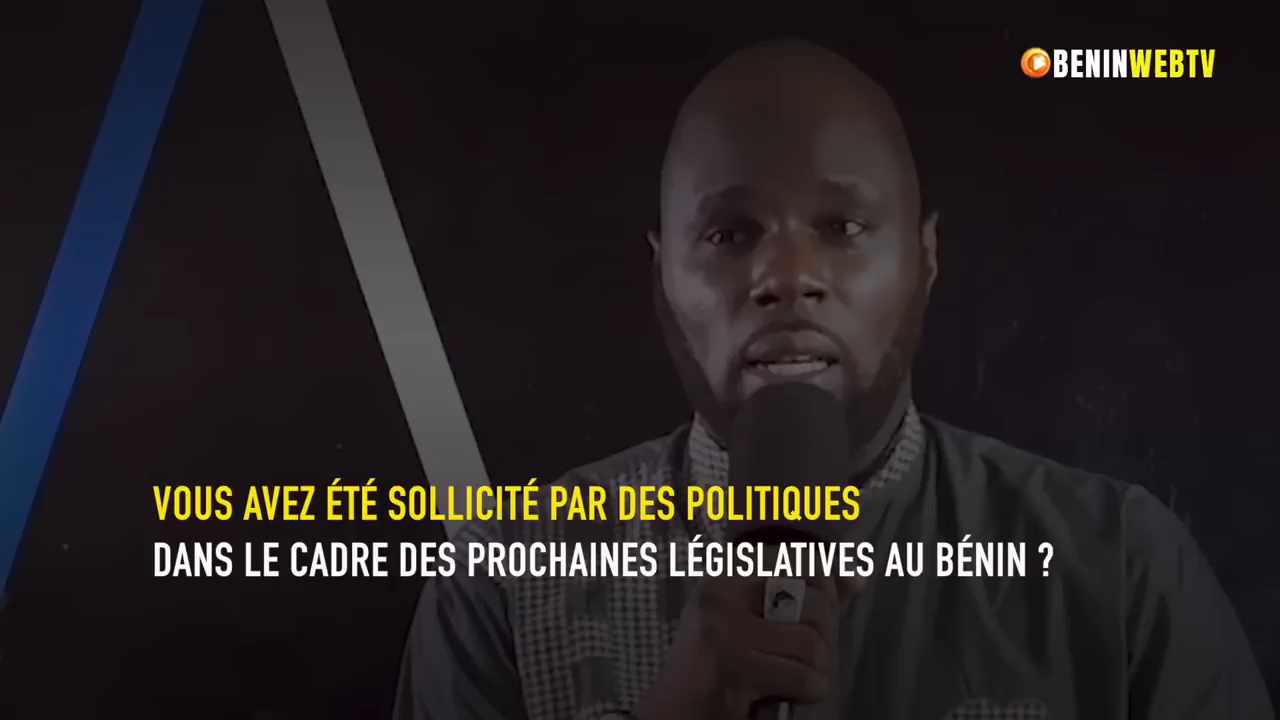 BENINWEBTV
VOUS AVEZ ÉTÉ SOLLICITÉ PAR DES POLITIQUES
DANS LE CADRE DES PROCHAINES LÉGISLATIVES AU BÉNIN ?